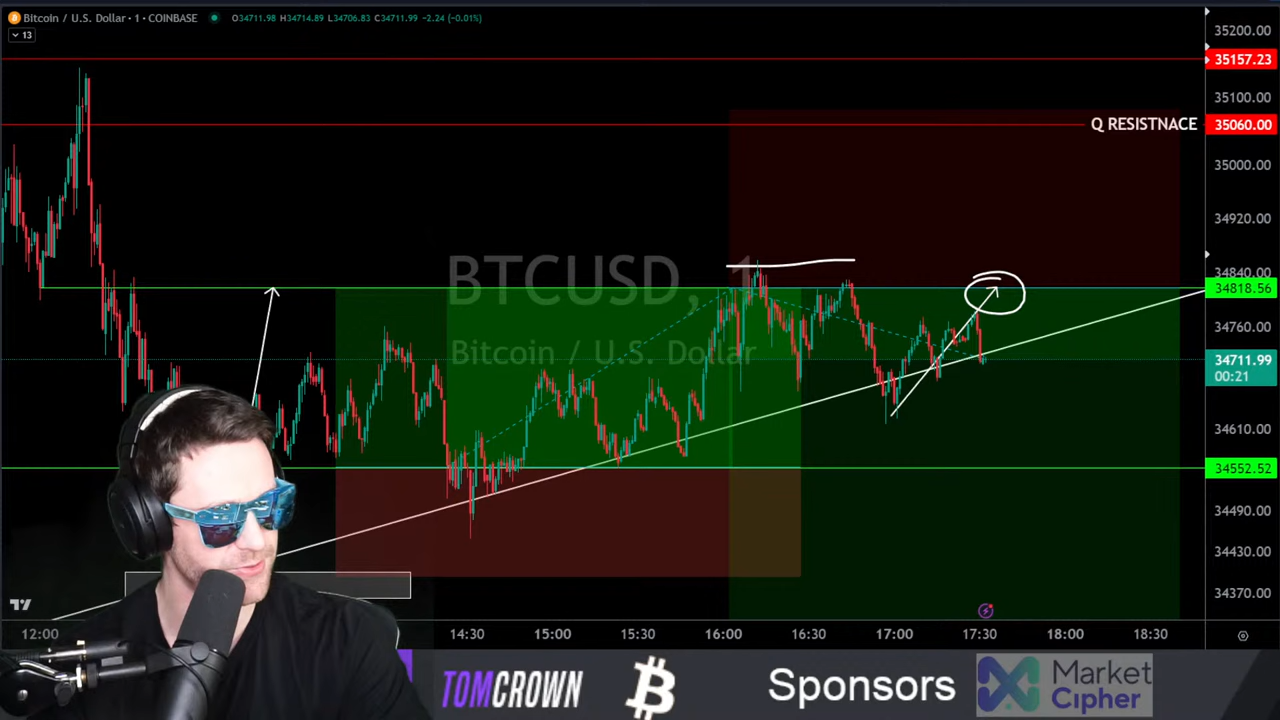 Bitcoin / U.S. Dollar · 1 · COINBASE O34711.98 H34714.89 L34706.83 C34711.99 −2.24 (−0.01%)
13
35200.00
35157.23
35100.00
Q RESISTNACE 35060.00
35000.00
34920.00
34840.00
34818.56
34760.00
34711.99
00:21
34610.00
34552.52
34490.00
34430.00
34370.00
BTCUSD, 1
Bitcoin / U.S. Dollar
12:00 14:30 15:00 15:30 16:00 16:30 17:00 17:30 18:00 18:30
TOMCROWN Sponsors Market
Cipher